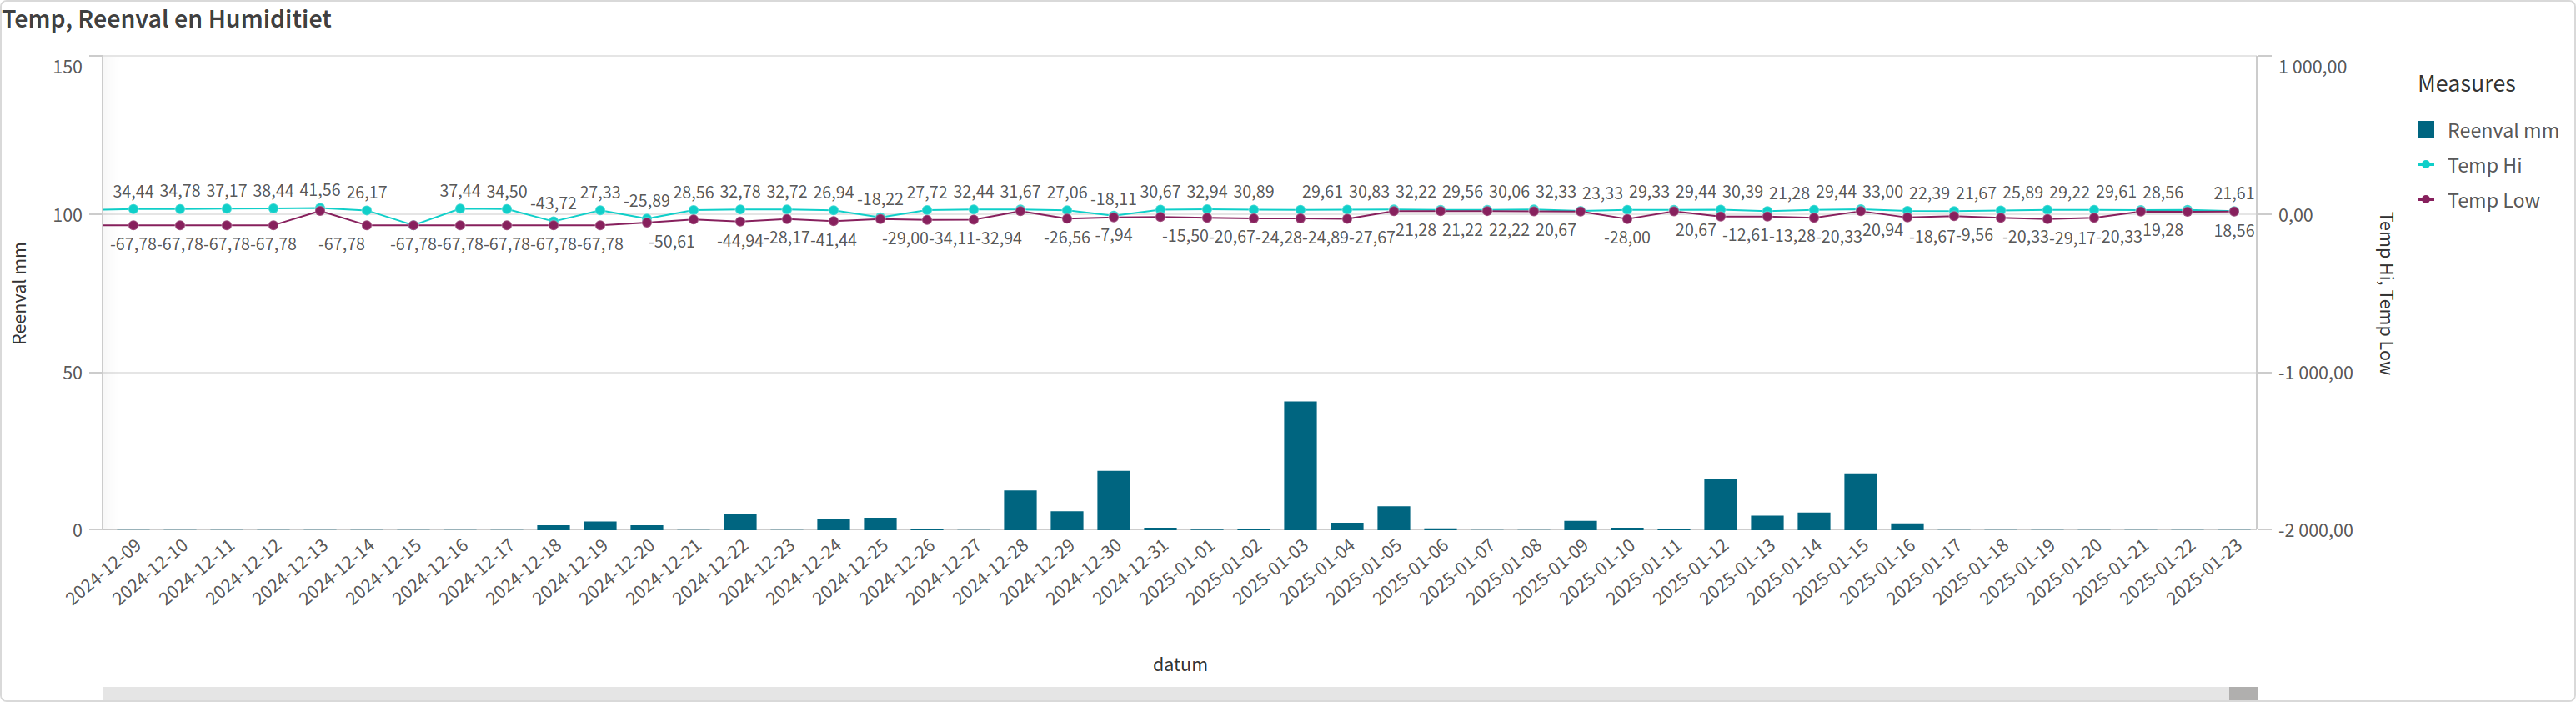 Temp, Reenval en Humiditiet
150
100
50
0
Reenval mm
1 000,00
0,00
-1 000,00
-2 000,00
Temp Hi, Temp Low
Measures
Reenval mm
Temp Hi
Temp Low
34,44 34,78 37,17 38,44 41,56 26,17 37,44 34,50 -43,72 27,33 -25,89 28,56 32,78 32,72 26,94 -18,22 27,72 32,44 31,67 27,06 -18,11 30,67 32,94 30,89 29,61 30,83 32,22 29,56 30,06 32,33 23,33 29,33 29,44 30,39 21,28 29,44 33,00 22,39 21,67 25,89 29,22 29,61 28,56 21,61
-67,78 -67,78 -67,78 -67,78 -67,78 -67,78 -67,78 -67,78 -67,78 -67,78 -50,61 -44,94 -28,17 -41,44 -29,00 -34,11 -32,94 -26,56 -7,94 -15,50 -20,67 -24,28 -24,89 -27,67 21,28 21,22 22,22 20,67 -28,00 20,67 -12,61 -13,28 -20,33 20,94 -18,67 -9,56 -20,33 -29,17 -20,33 19,28 18,56
2024-12-09 2024-12-10 2024-12-11 2024-12-12 2024-12-13 2024-12-14 2024-12-15 2024-12-16 2024-12-17 2024-12-18 2024-12-19 2024-12-20 2024-12-21 2024-12-22 2024-12-23 2024-12-24 2024-12-25 2024-12-26 2024-12-27 2024-12-28 2024-12-29 2024-12-30 2024-12-31 2025-01-01 2025-01-02 2025-01-03 2025-01-04 2025-01-05 2025-01-06 2025-01-07 2025-01-08 2025-01-09 2025-01-10 2025-01-11 2025-01-12 2025-01-13 2025-01-14 2025-01-15 2025-01-16 2025-01-17 2025-01-18 2025-01-19 2025-01-20 2025-01-21 2025-01-22 2025-01-23
datum